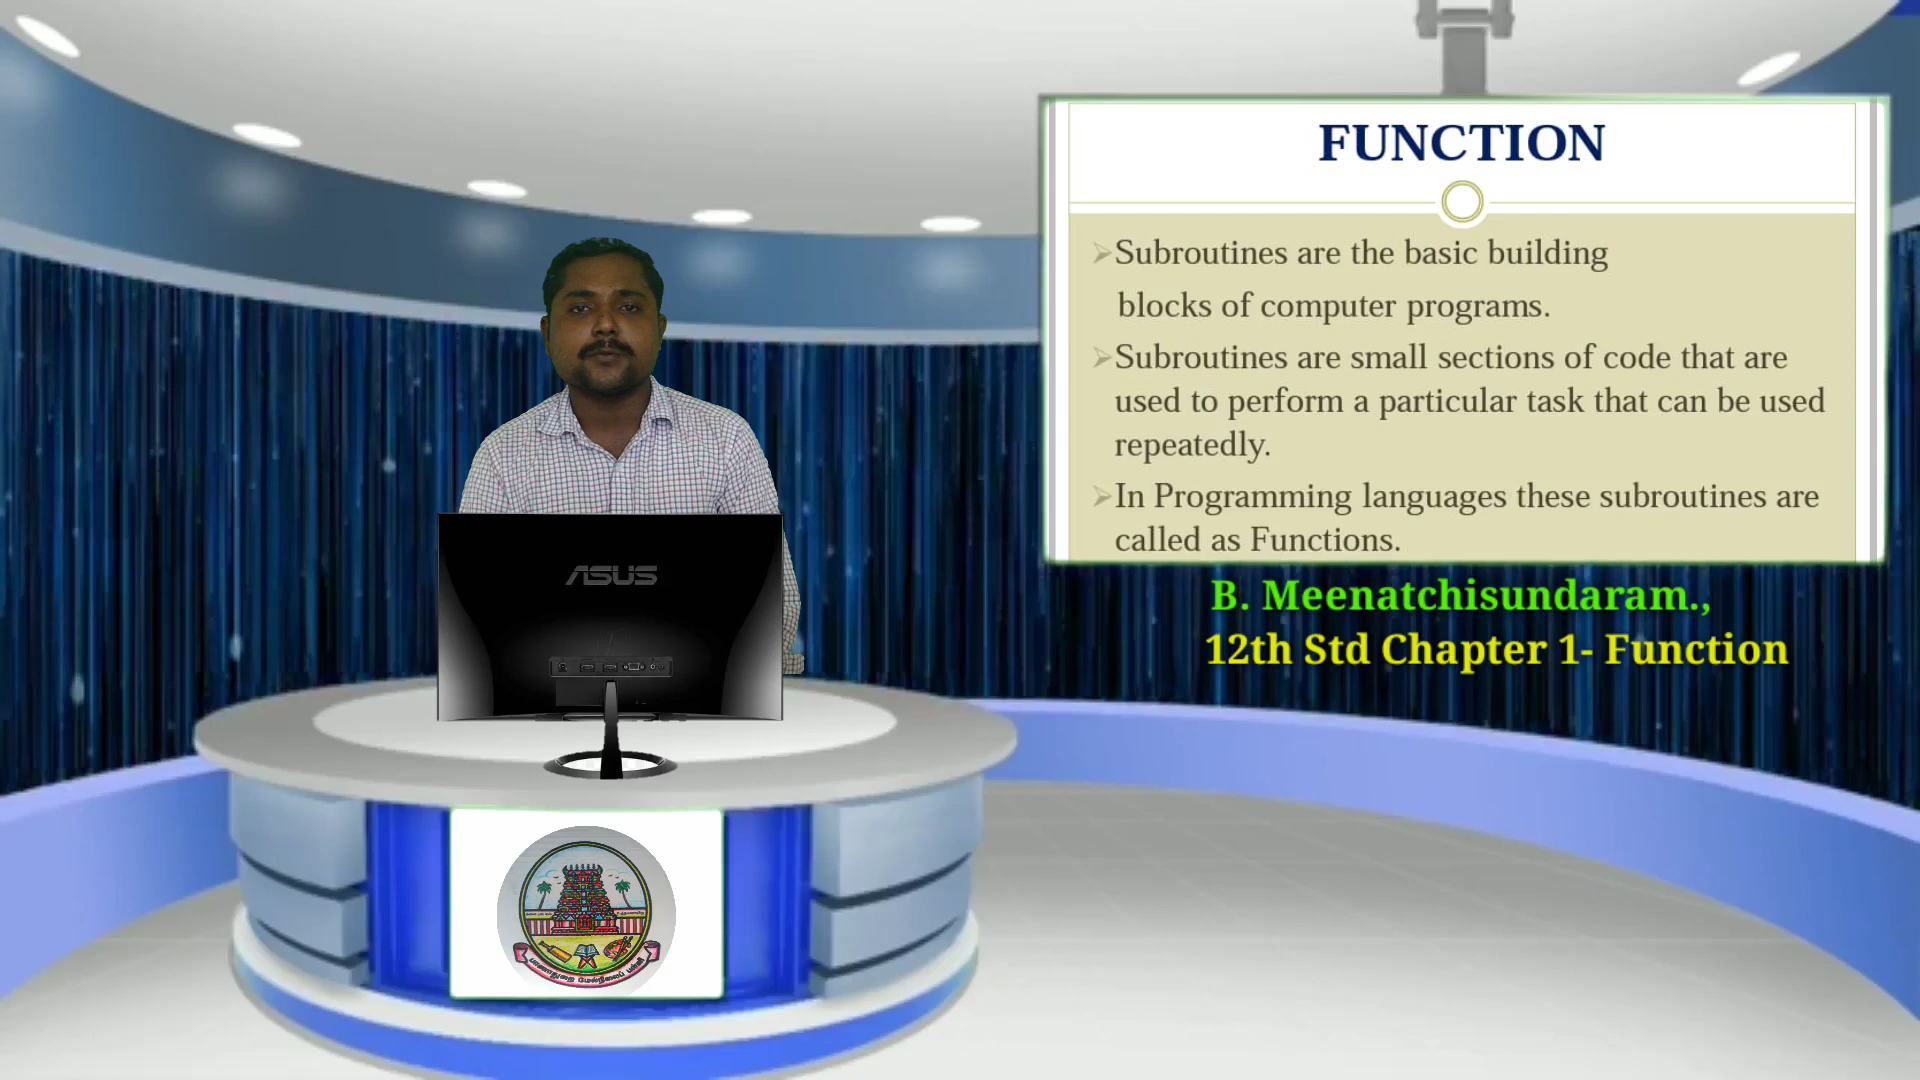 FUNCTION
Subroutines are the basic building
blocks of computer programs.
Subroutines are small sections of code that are
used to perform a particular task that can be used
repeatedly.
In Programming languages these subroutines are
called as Functions.
B. Meenatchisundaram.,
12th Std Chapter 1- Function
ASUS